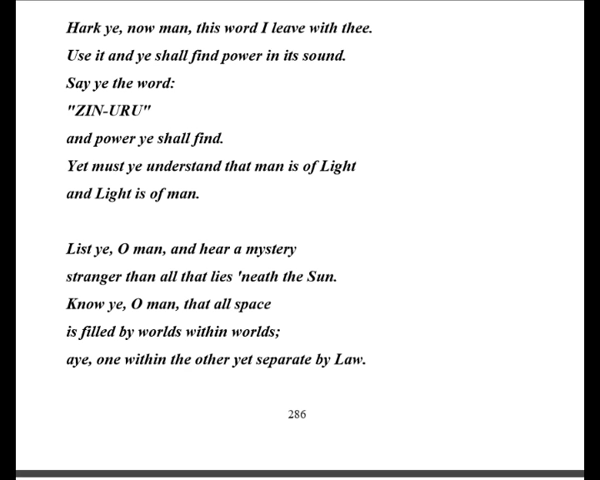 Hark ye, now man, this word I leave with thee.
Use it and ye shall find power in its sound.
Say ye the word:
"ZIN-URU"
and power ye shall find.
Yet must ye understand that man is of Light
and Light is of man.
List ye, O man, and hear a mystery
stranger than all that lies 'neath the Sun.
Know ye, O man, that all space
is filled by worlds within worlds;
aye, one within the other yet separate by Law.
286